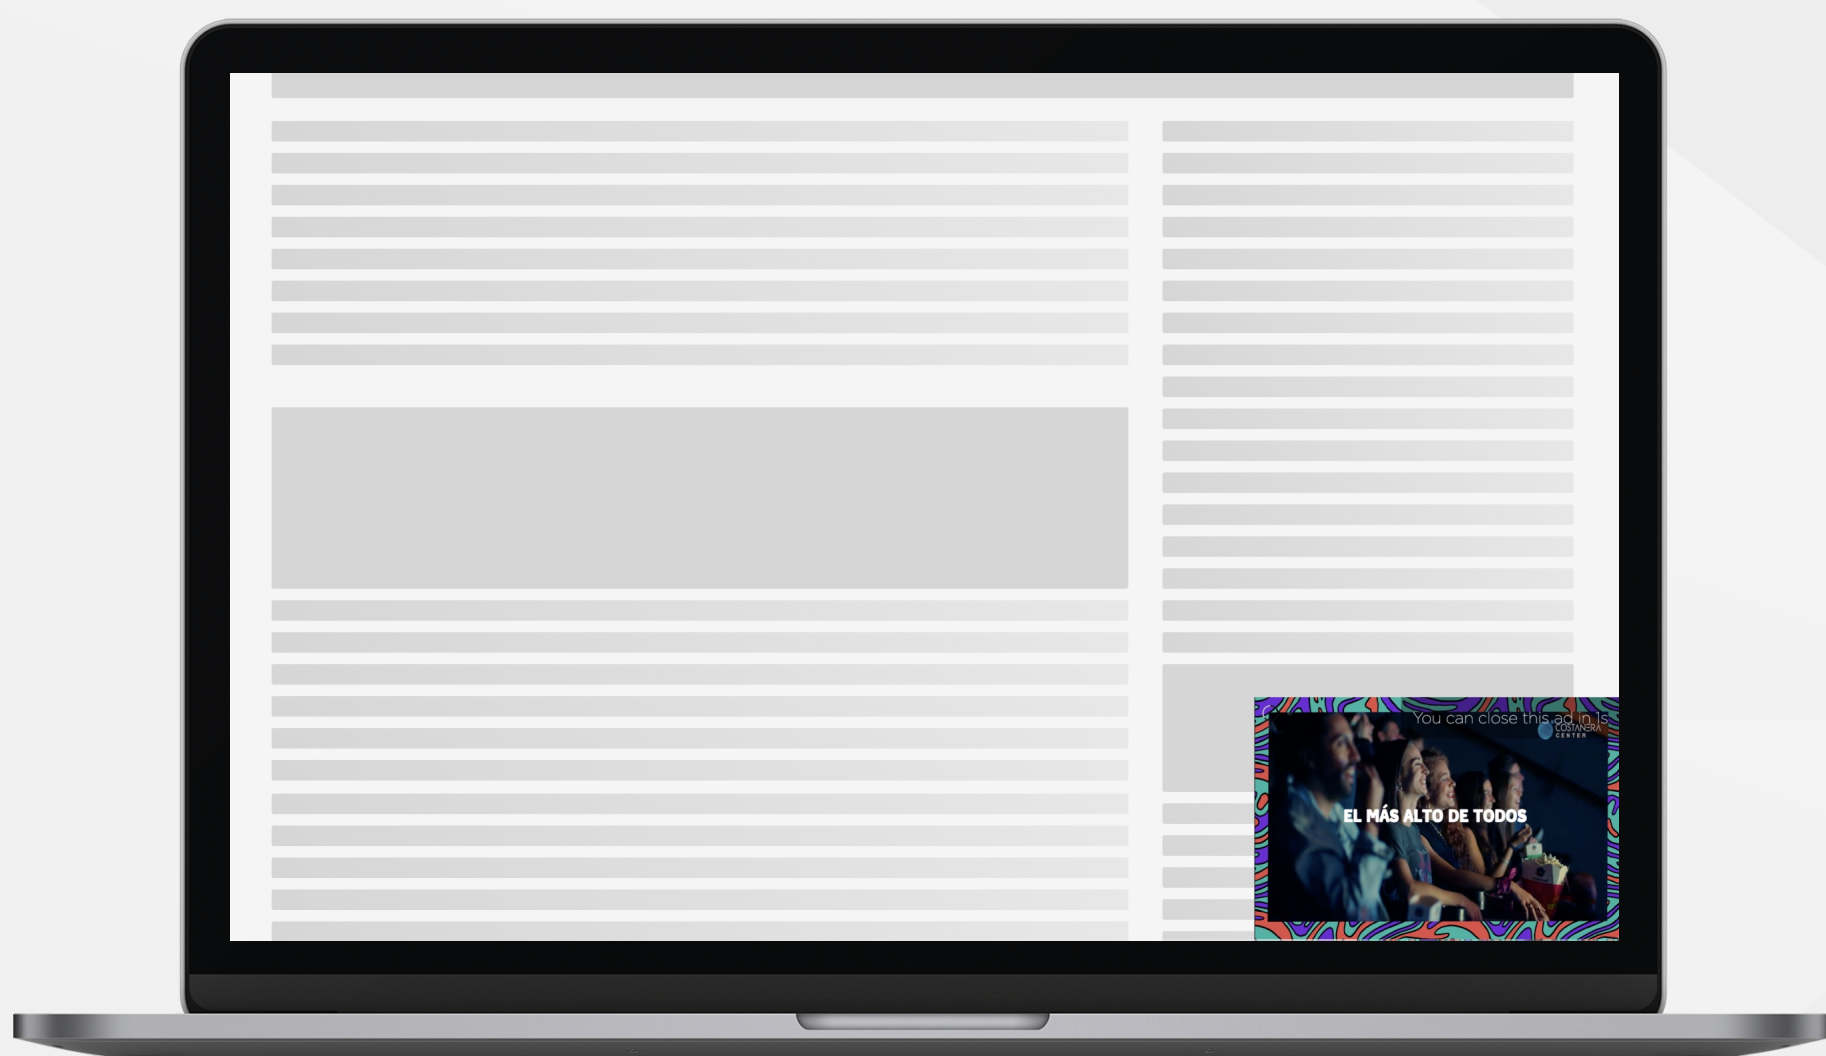 You can close this ad in 1s
COSTANERA
CENTER
EL MÁS ALTO DE TODOS